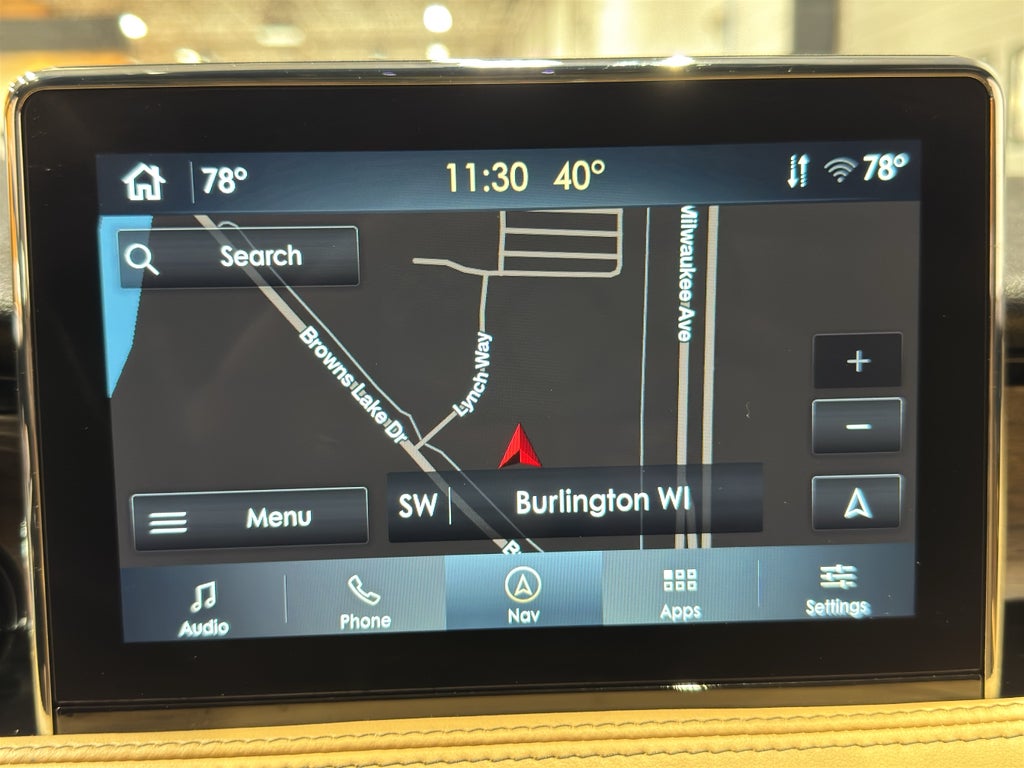 78° 11:30 40° 78°
Search
Milwaukee Ave
Browns Lake Dr
Lynch Way
SW Burlington WI
Menu
Audio Phone Nav Apps Settings